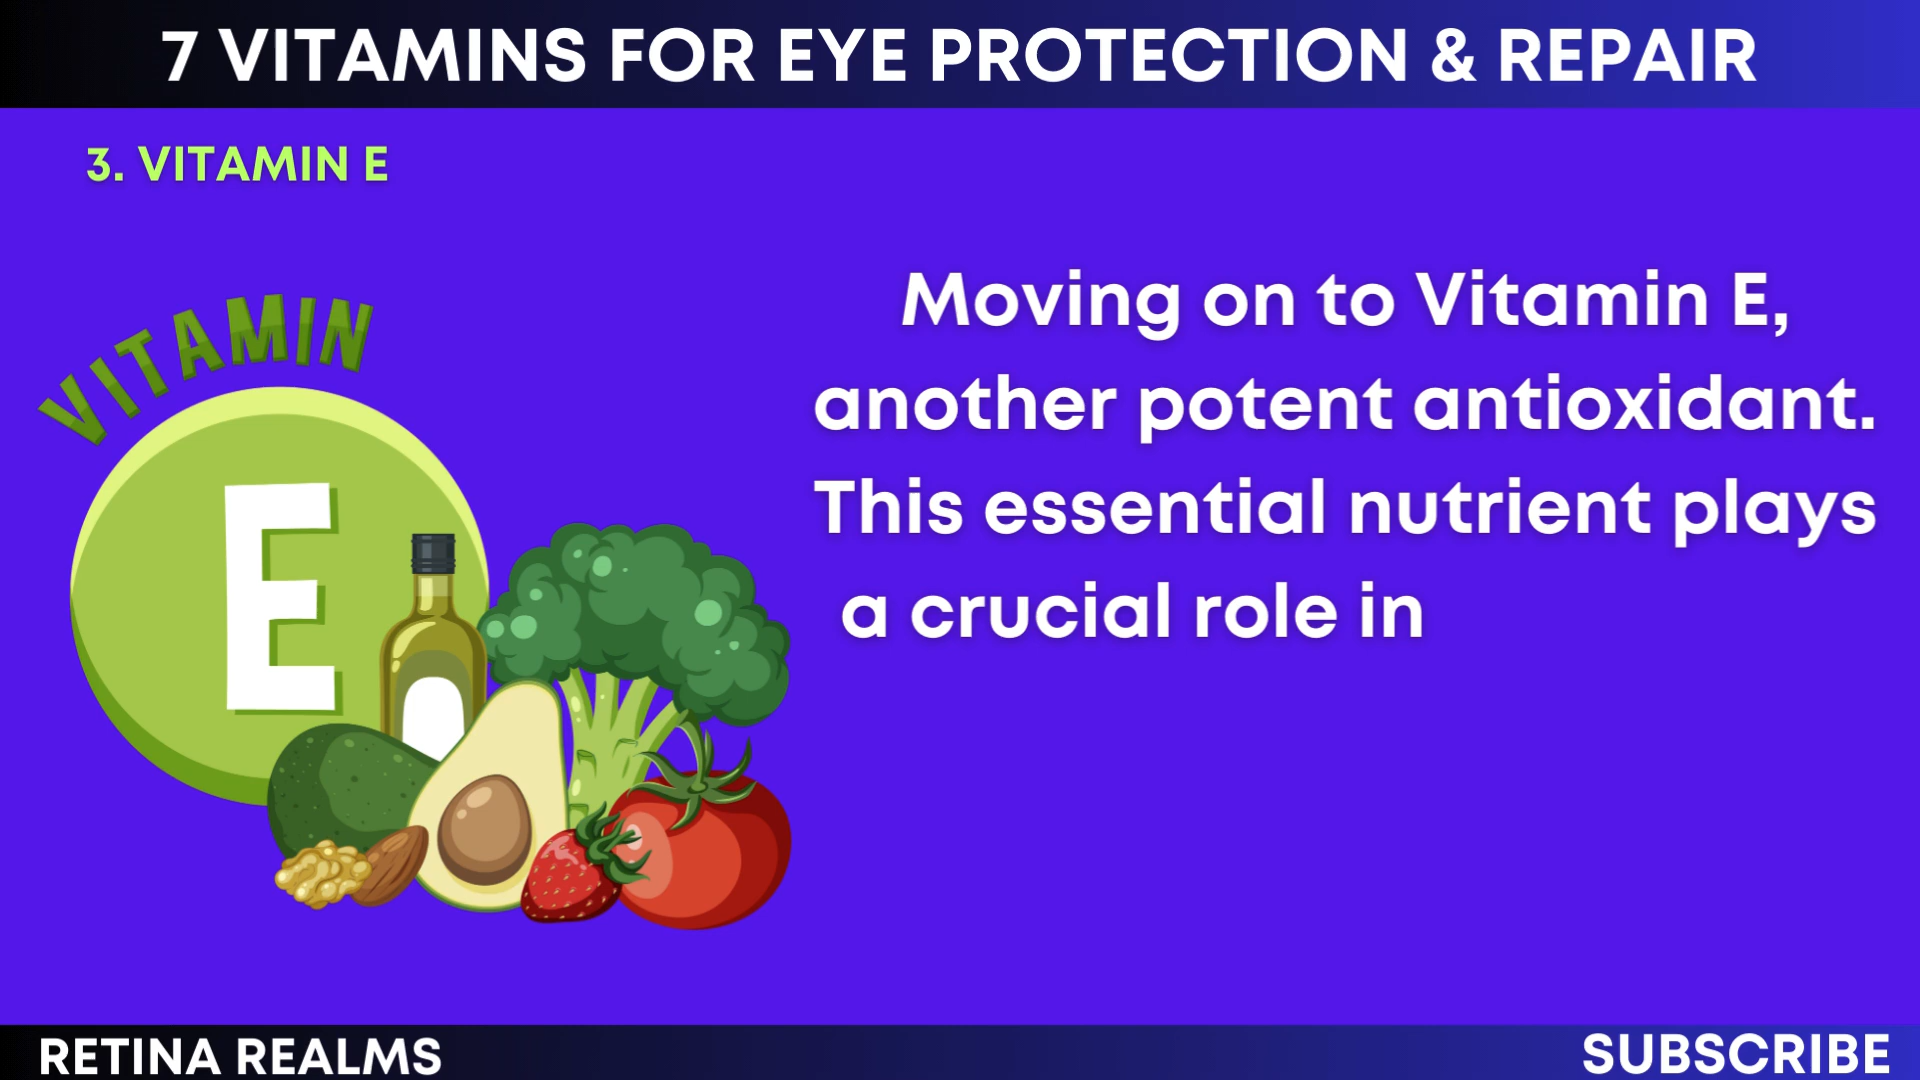 7 VITAMINS FOR EYE PROTECTION & REPAIR
3. VITAMIN E
VITAMIN
E
Moving on to Vitamin E,
another potent antioxidant.
This essential nutrient plays
a crucial role in
RETINA REALMS
SUBSCRIBE